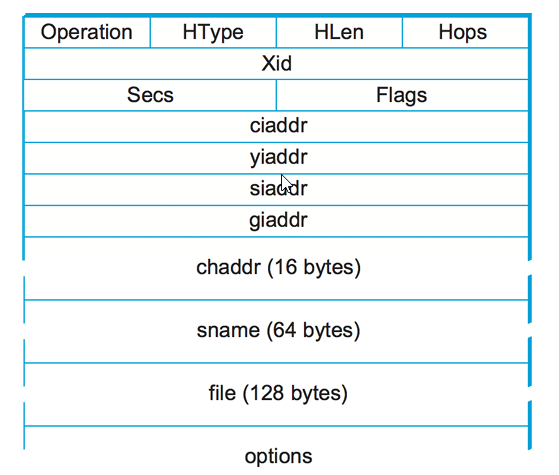 Operation HType HLen Hops
Xid
Secs Flags
ciaddr
yiaddr
siaddr
giaddr
chaddr (16 bytes)
sname (64 bytes)
file (128 bytes)
options